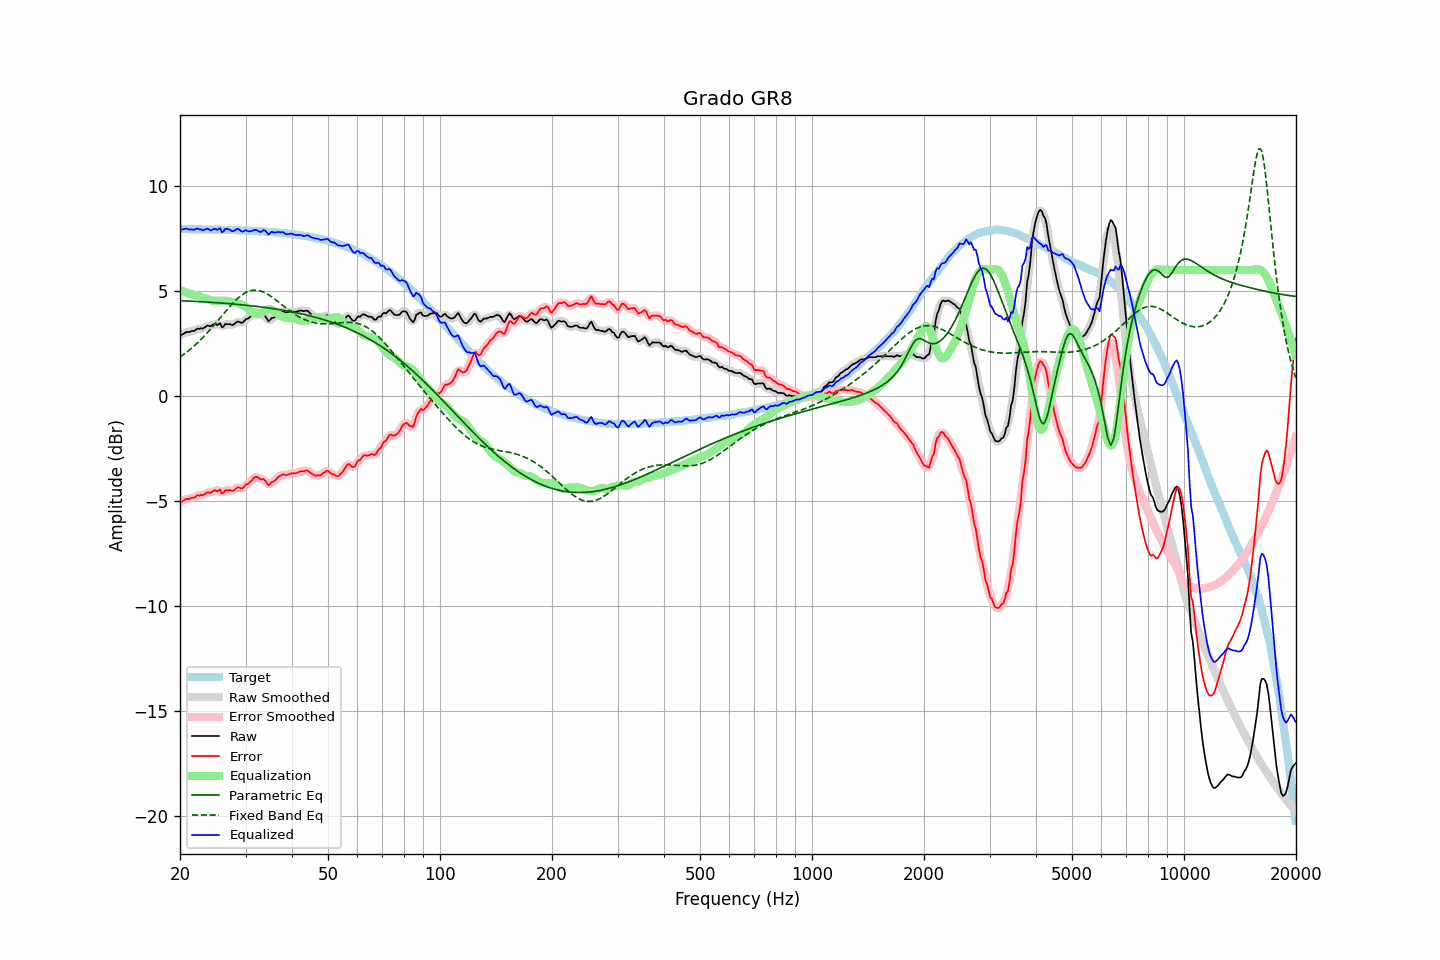 Grado GR8
10
5
0
−5
−10
−15
−20
Amplitude (dBr)
Target
Raw Smoothed
Error Smoothed
Raw
Error
Equalization
Parametric Eq
Fixed Band Eq
Equalized
20 50 100 200 500 1000 2000 5000 10000 20000
Frequency (Hz)